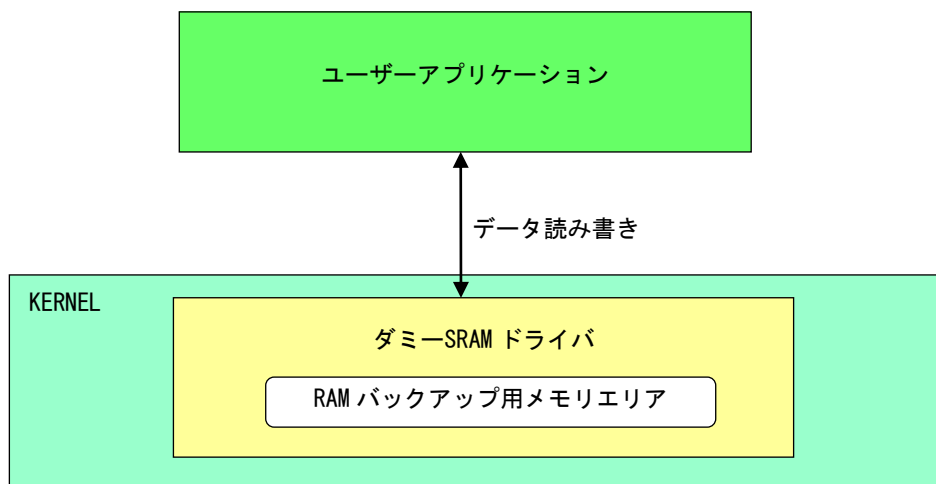 ユーザーアプリケーション
データ読み書き
KERNEL
ダミーSRAM ドライバ
RAM バックアップ用メモリエリア